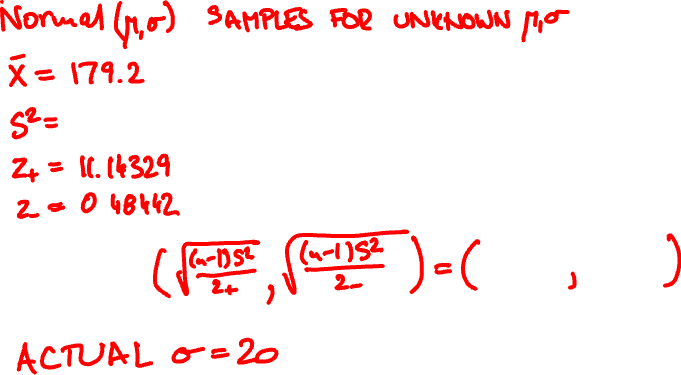 Normal (μ,σ) SAMPLES FOR UNKNOWN μ,σ
X̄ = 179.2
S² =
Z₊ = 11.14329
Z₋ = 0 48442
(√((n-1)S²/Z₊), √((n-1)S²/Z₋)) = ( , )
ACTUAL σ = 20